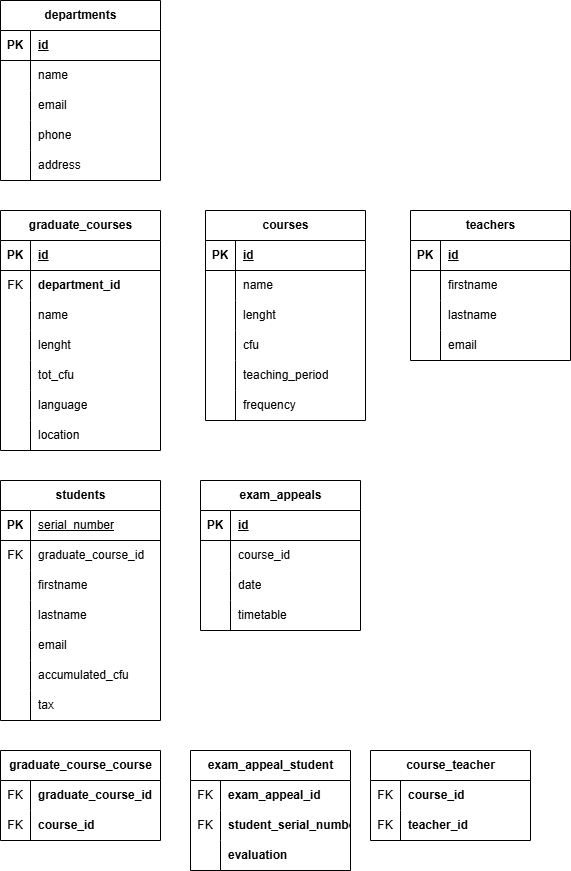 departments
PK id
name
email
phone
address
graduate_courses
PK id
FK department_id
name
lenght
tot_cfu
language
location
courses
PK id
name
lenght
cfu
teaching_period
frequency
teachers
PK id
firstname
lastname
email
students
PK serial_number
FK graduate_course_id
firstname
lastname
email
accumulated_cfu
tax
exam_appeals
PK id
course_id
date
timetable
graduate_course_course
FK graduate_course_id
FK course_id
exam_appeal_student
FK exam_appeal_id
FK student_serial_numb
evaluation
course_teacher
FK course_id
FK teacher_id